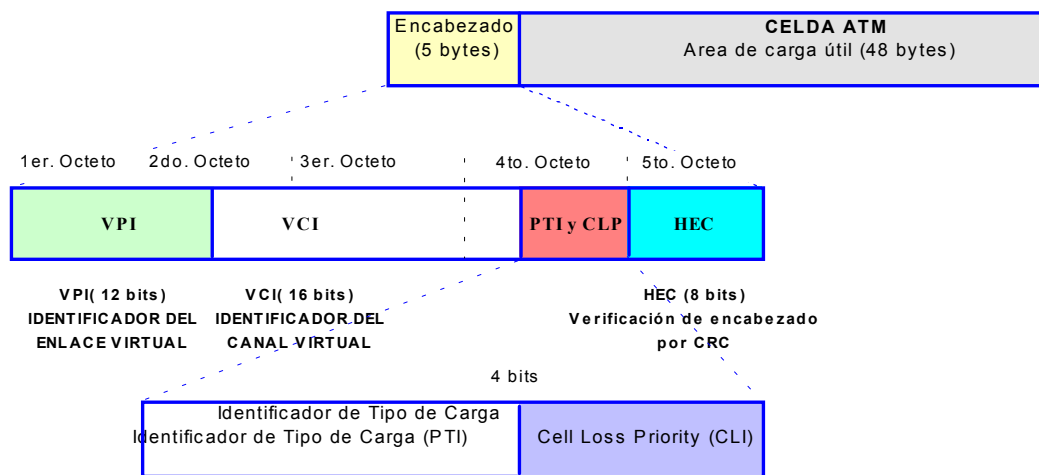 Encabezado
(5 bytes)
CELDA ATM
Area de carga útil (48 bytes)
1er. Octeto
2do. Octeto
3er. Octeto
4to. Octeto
5to. Octeto
VPI
VCI
PTI y CLP
HEC
VPI( 12 bits)
IDENTIFICADOR DEL
ENLACE VIRTUAL
VCI( 16 bits)
IDENTIFICADOR DEL
CANAL VIRTUAL
HEC (8 bits)
Verificación de encabezado
por CRC
4 bits
Identificador de Tipo de Carga
Identificador de Tipo de Carga (PTI)
Cell Loss Priority (CLI)